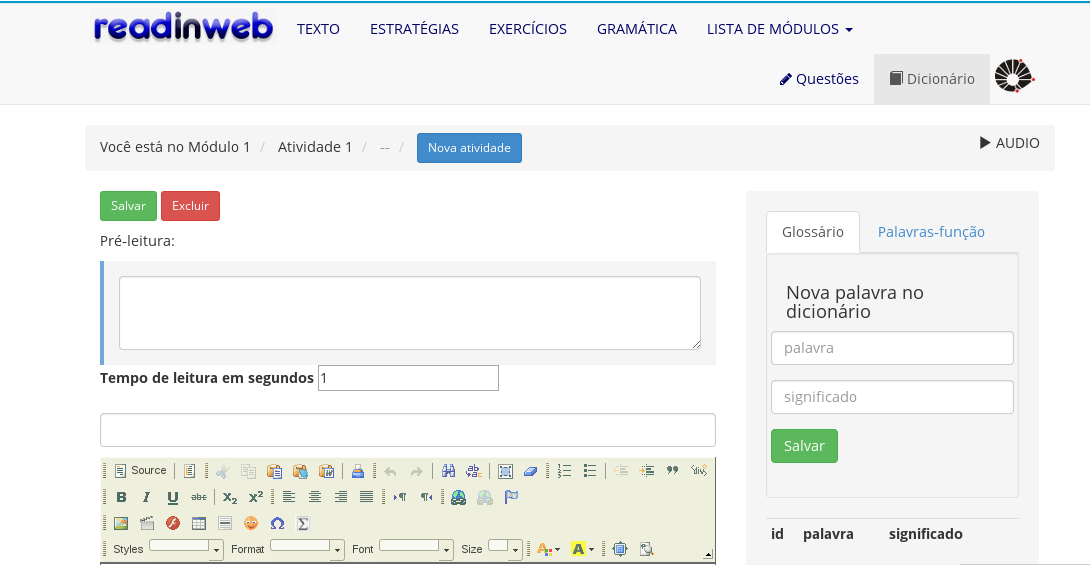 readinweb TEXTO ESTRATÉGIAS EXERCÍCIOS GRAMÁTICA LISTA DE MÓDULOS
Questões Dicionário
Você está no Módulo 1 / Atividade 1 / -- / Nova atividade
AUDIO
Salvar Excluir
Pré-leitura:
Tempo de leitura em segundos 1
Source
B I U abc X2 X2
Styles Format Font Size A A
Glossário Palavras-função
Nova palavra no
dicionário
palavra
significado
Salvar
id palavra significado